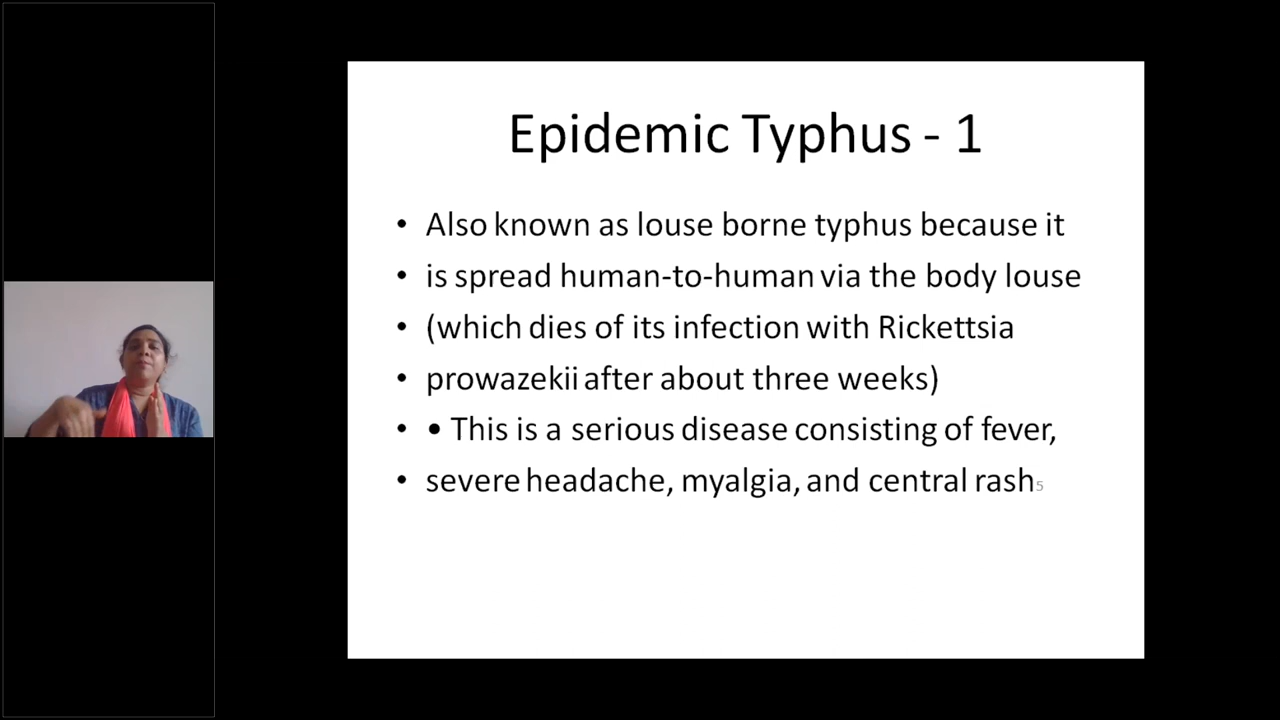 Epidemic Typhus - 1
• Also known as louse borne typhus because it
• is spread human-to-human via the body louse
• (which dies of its infection with Rickettsia
• prowazekii after about three weeks)
• • This is a serious disease consisting of fever,
• severe headache, myalgia, and central rash 5